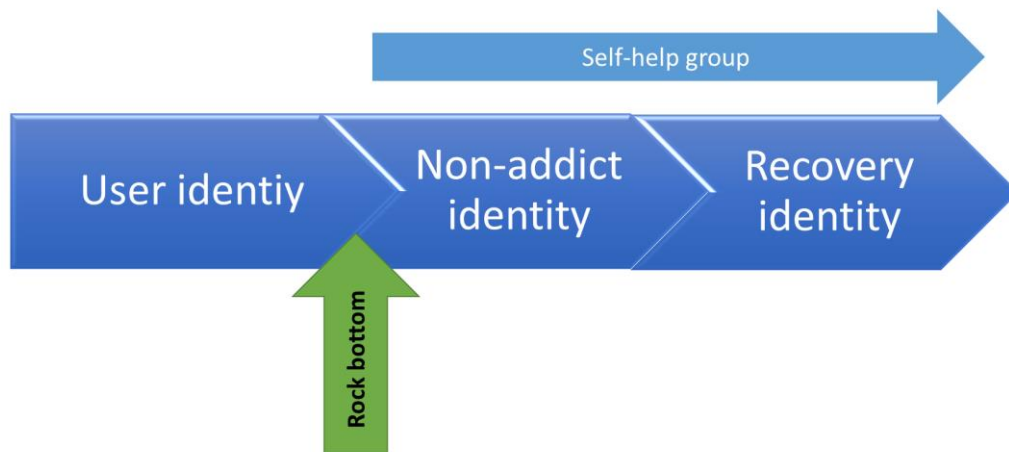 Self-help group
User identiy
Non-addict
identity
Recovery
identity
Rock bottom